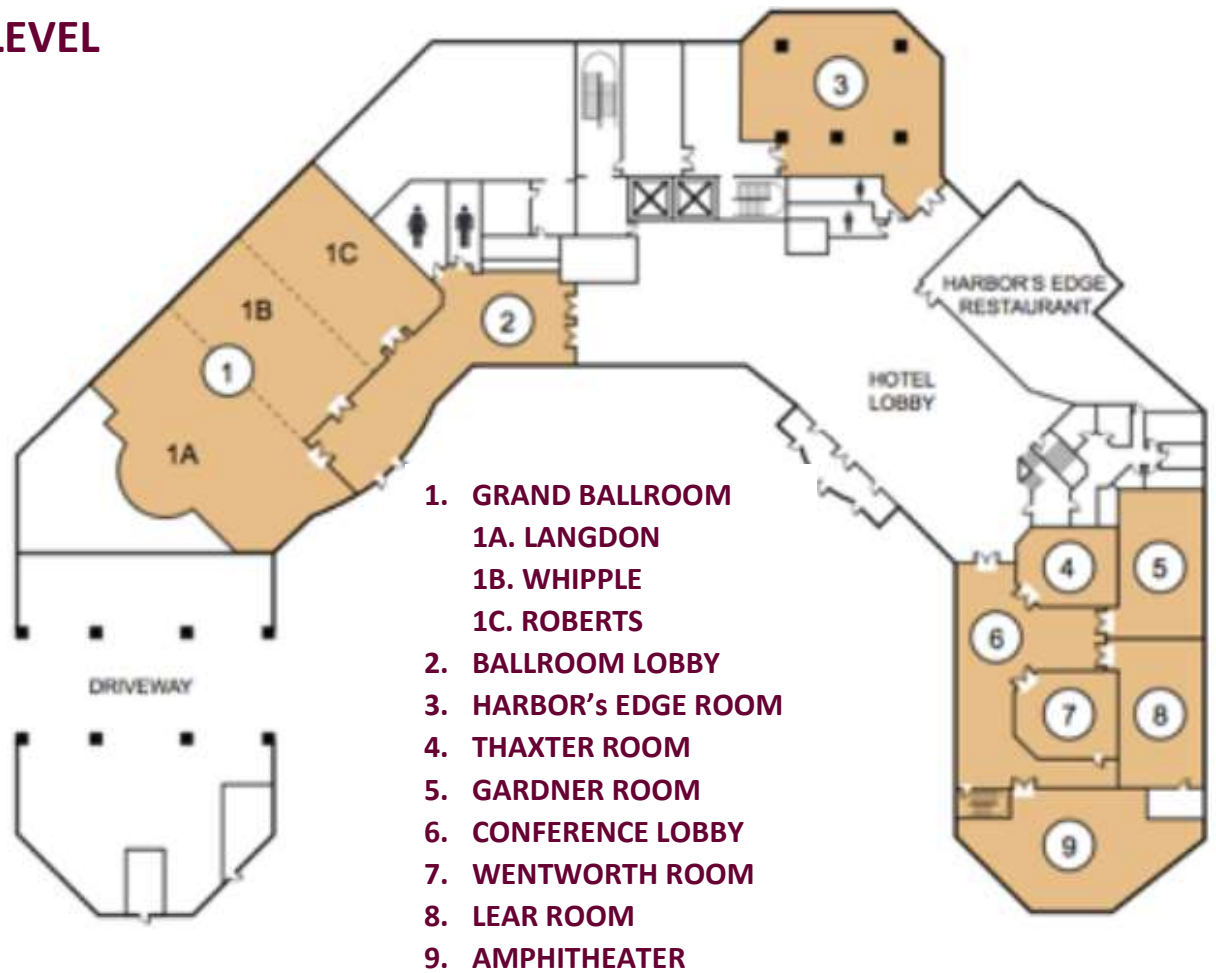 LEVEL
3
HARBOR'S EDGE
RESTAURANT
1C
1B
2
1
HOTEL
LOBBY
1A
1. GRAND BALLROOM
1A. LANGDON
1B. WHIPPLE
1C. ROBERTS
2. BALLROOM LOBBY
3. HARBOR's EDGE ROOM
4. THAXTER ROOM
5. GARDNER ROOM
6. CONFERENCE LOBBY
7. WENTWORTH ROOM
8. LEAR ROOM
9. AMPHITHEATER
4
5
6
DRIVEWAY
7
8
9